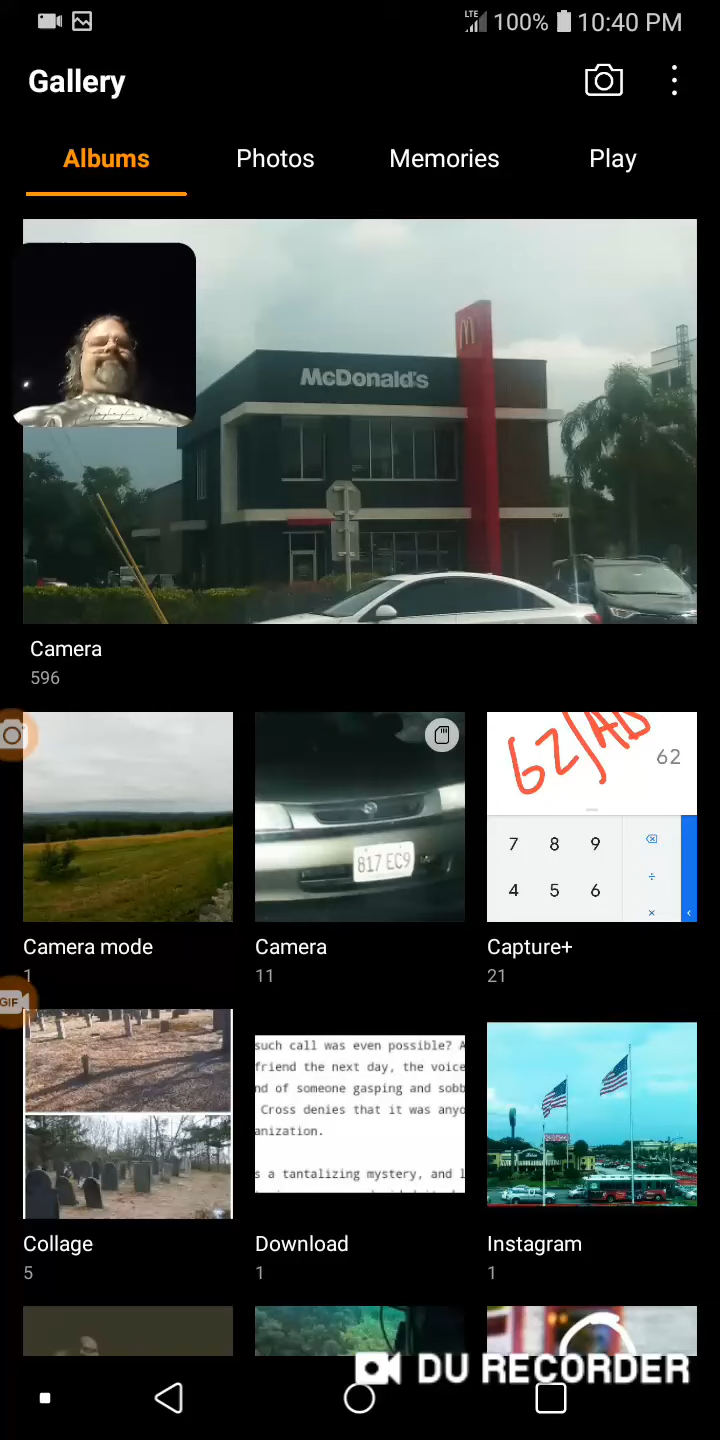 LTE 100% 10:40 PM
Gallery
Albums Photos Memories Play
McDonald's
Camera
596
817 EC9
62/AD
62
7 8 9
4 5 6 ÷
×
Camera mode Camera Capture+
1 11 21
GIF
such call was even possible? A
friend the next day, the voice
nd of someone gasping and sobb
Cross denies that it was anyo
anization.
s a tantalizing mystery, and l
Collage Download Instagram
5 1 1
DU RECORDER